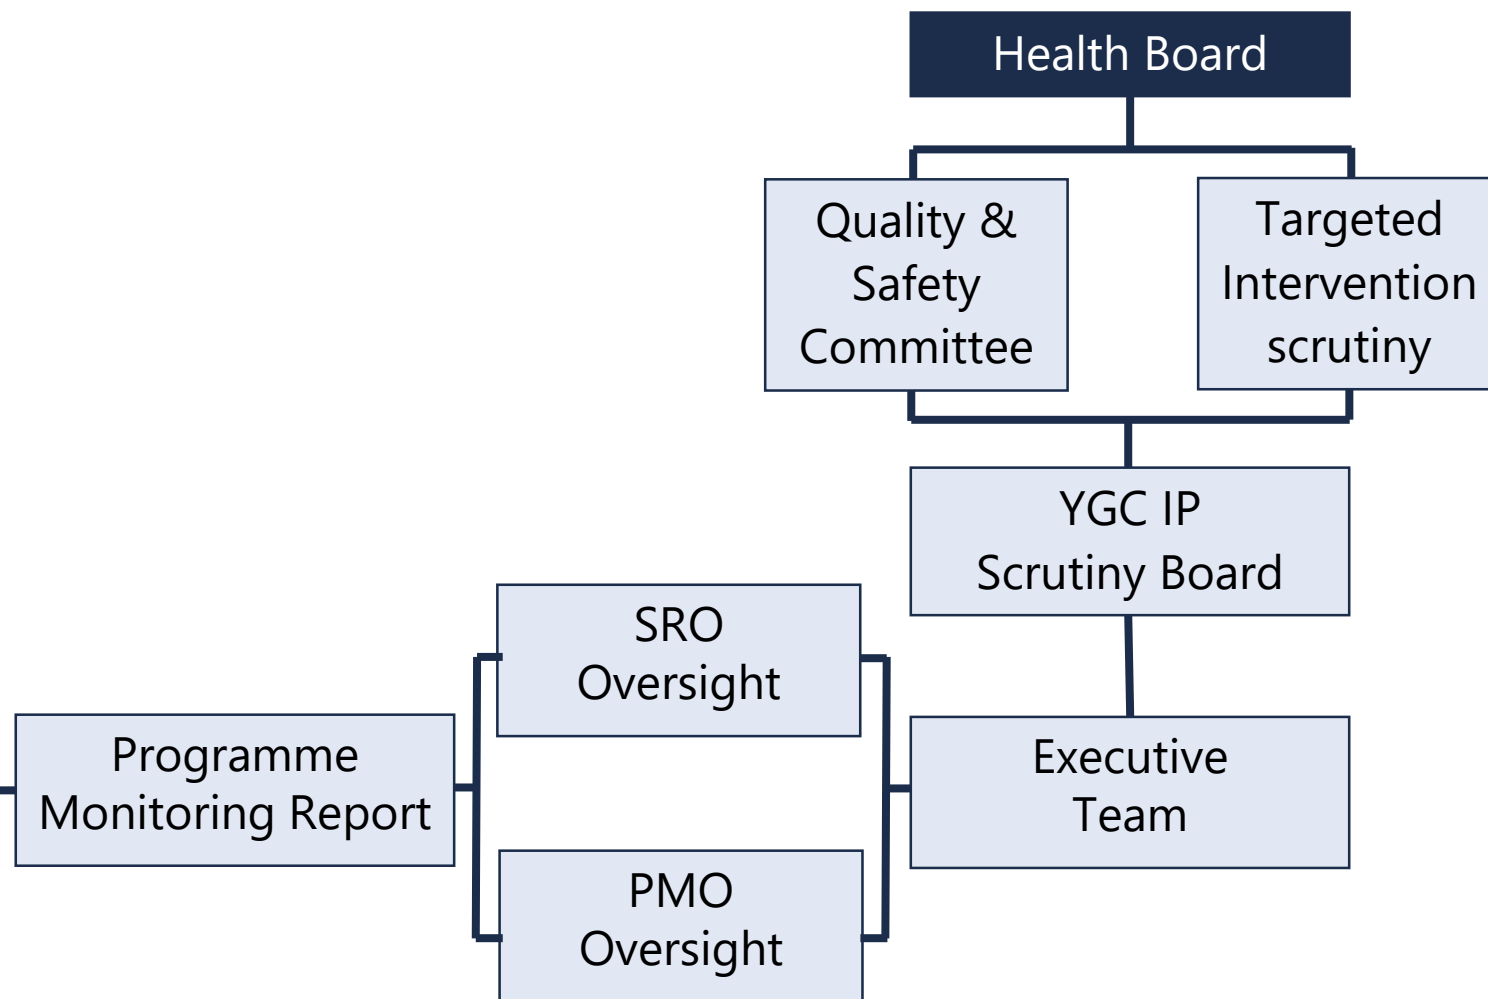 Health Board
Quality &
Safety
Committee
Targeted
Intervention
scrutiny
YGC IP
Scrutiny Board
SRO
Oversight
Programme
Monitoring Report
Executive
Team
PMO
Oversight